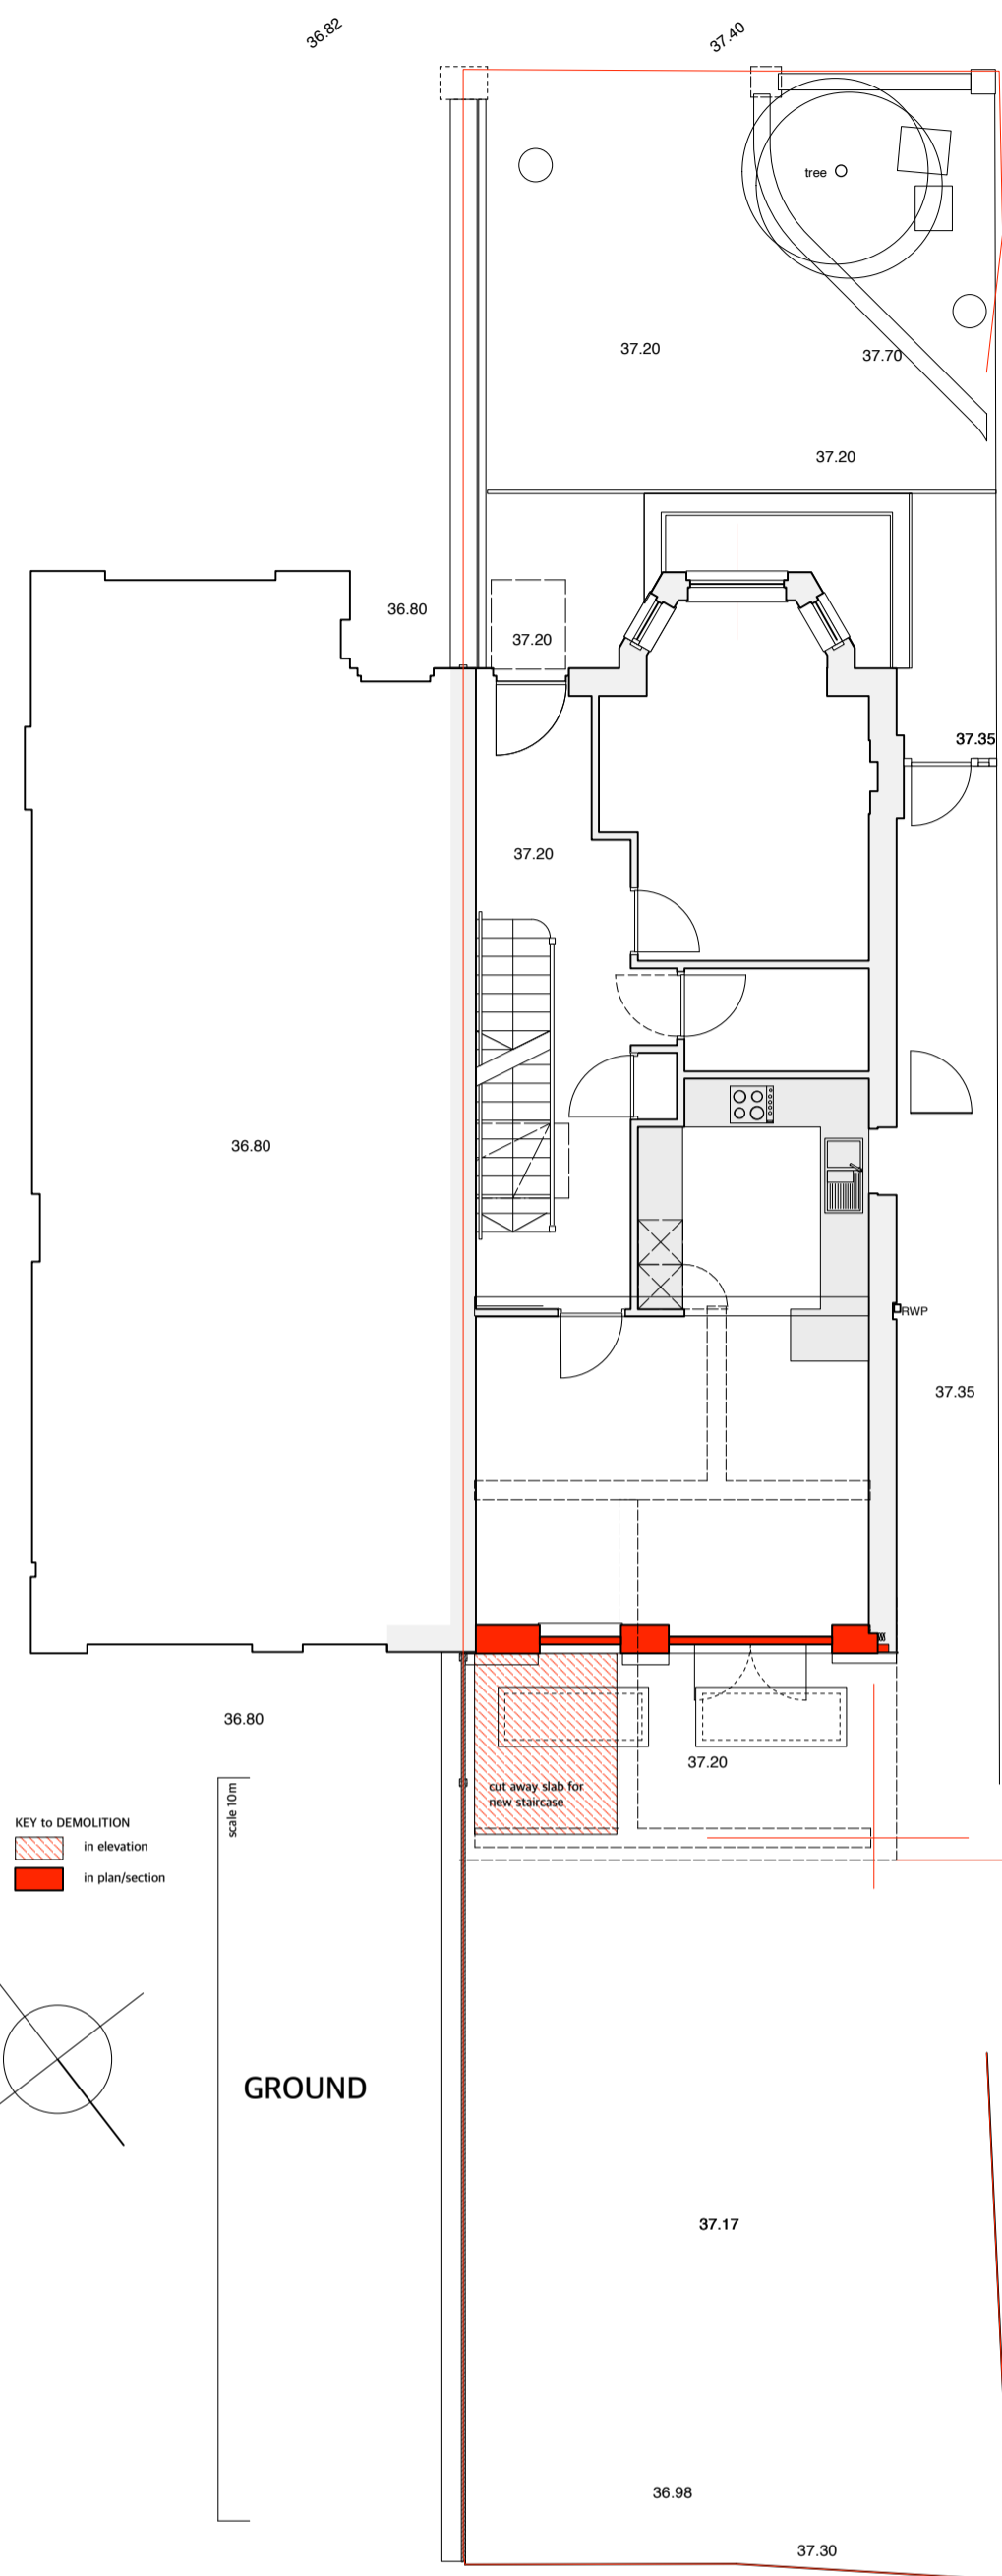 36.82
37.40
tree
37.20
37.70
37.20
36.80
37.20
37.35
37.20
36.80
RWP
37.35
36.80
37.20
cut away slab for
new staircase
scale 10m
KEY to DEMOLITION
in elevation
in plan/section
GROUND
37.17
36.98
37.30